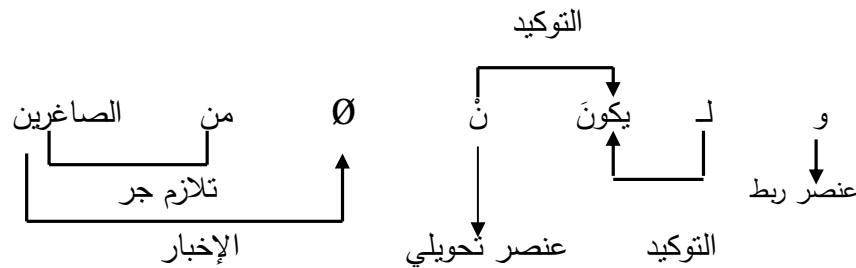 التوكيد
و لـ يكونَ نْ Ø من الصاغرين
عنصر ربط
تلازم جر
التوكيد عنصر تحويلي الإخبار